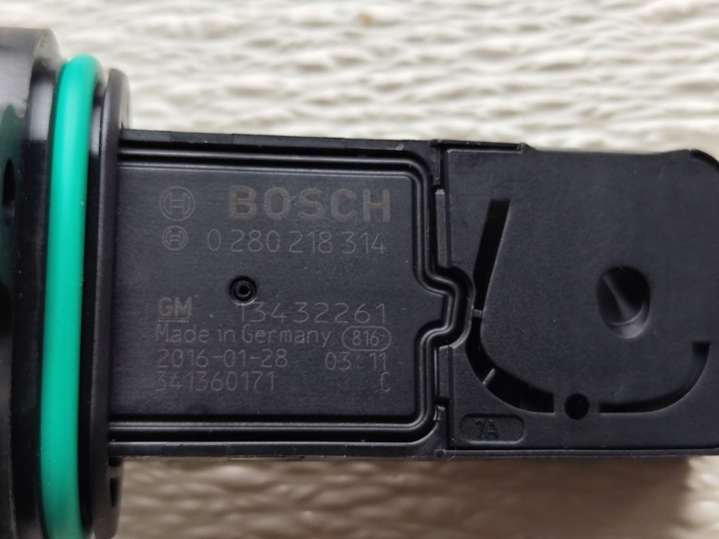 BOSCH
0 280 218 314
GM 13432261
Made in Germany 816
2016-01-28 03 11
341360171 C
7A